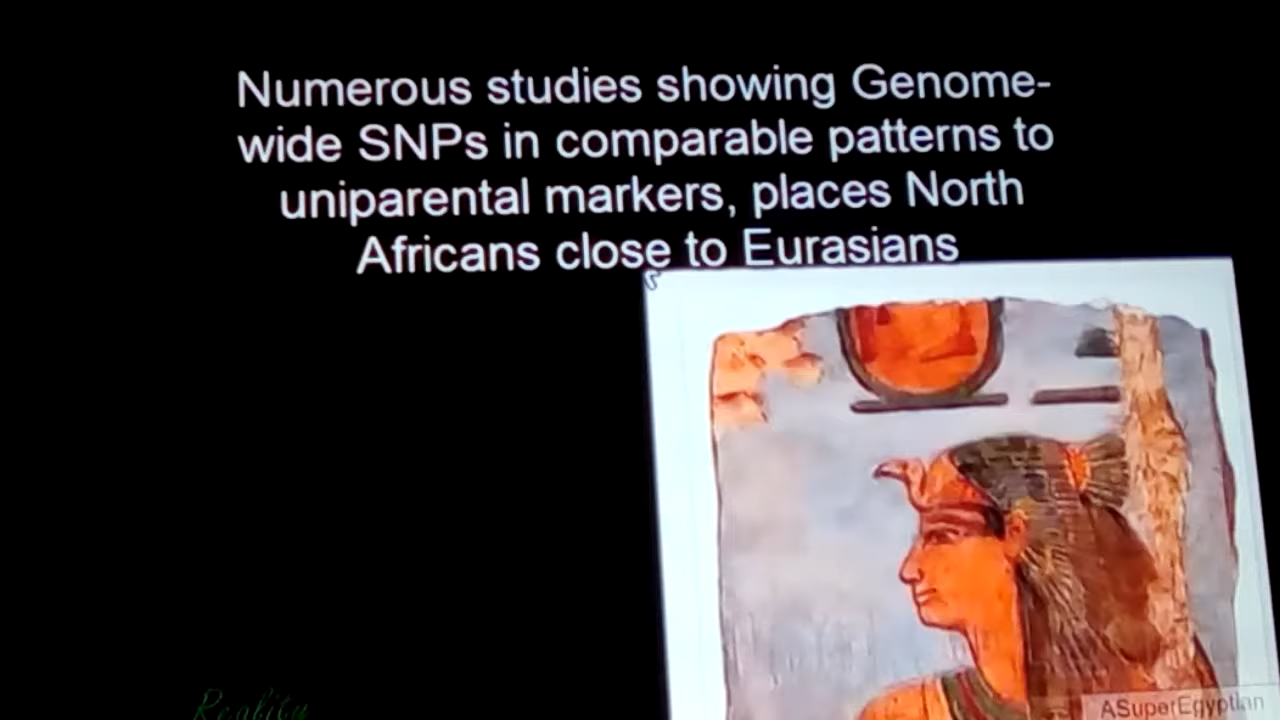 Numerous studies showing Genome-
wide SNPs in comparable patterns to
uniparental markers, places North
Africans close to Eurasians
Reality
ASuperEgyptian